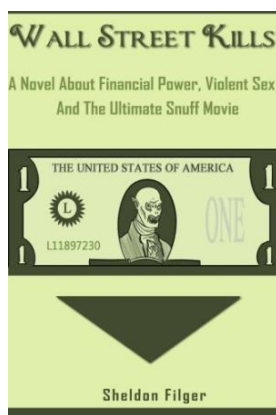 WALL STREET KILLS
A Novel About Financial Power, Violent Sex
And The Ultimate Snuff Movie
1 THE UNITED STATES OF AMERICA 1
L ONE
L11897230
1 1
Sheldon Filger